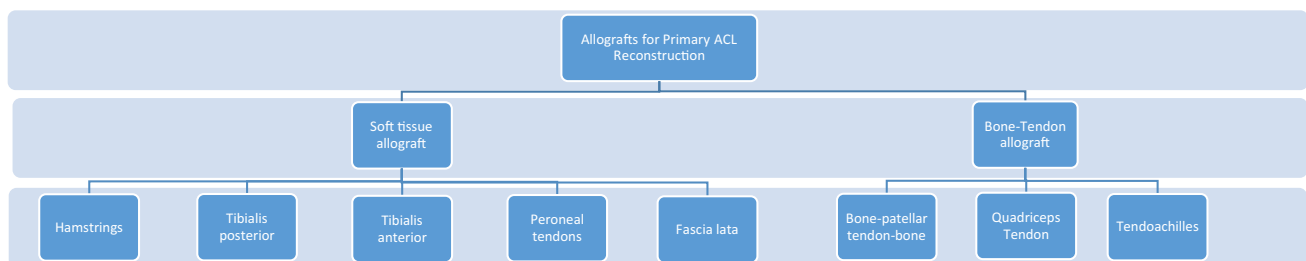 Allografts for Primary ACL
Reconstruction
Soft tissue
allograft
Bone-Tendon
allograft
Hamstrings
Tibialis
posterior
Tibialis
anterior
Peroneal
tendons
Fascia lata
Bone-patellar
tendon-bone
Quadriceps
Tendon
Tendoachilles